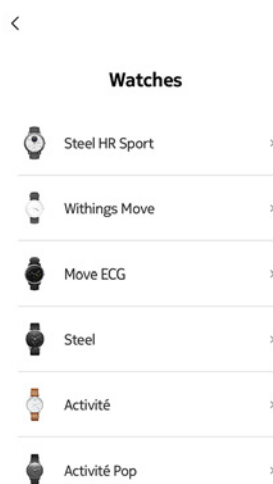 Watches
Steel HR Sport
Withings Move
Move ECG
Steel
Activité
Activité Pop